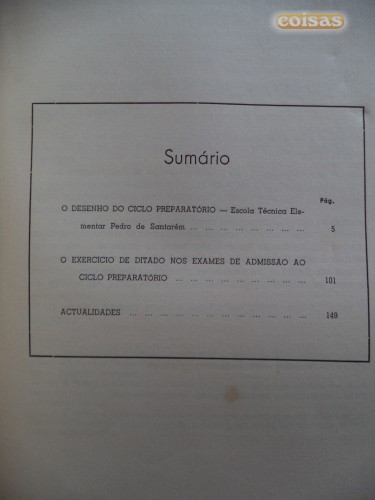 coisas
Sumário
Pág.
O DESENHO DO CICLO PREPARATÓRIO — Escola Técnica Ele-
mentar Pedro de Santarém ... ... ... ... ... ... ... ... 5
O EXERCICIO DE DITADO NOS EXAMES DE ADMISSÃO AO
CICLO PREPARATÓRIO ... ... ... ... ... ... ... ... ... 101
ACTUALIDADES ... ... ... ... ... ... ... ... ... ... ... 149